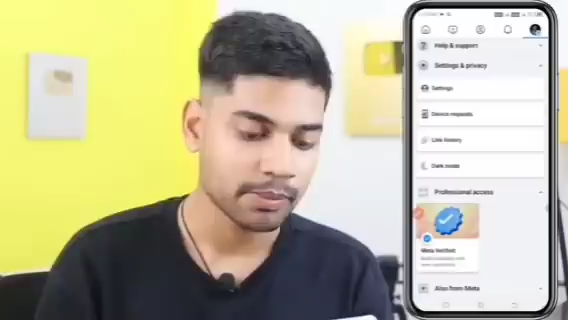 Help & support
Settings & privacy
Settings
Device requests
Link history
Dark mode
Professional access
Meta Verified
Also from Meta